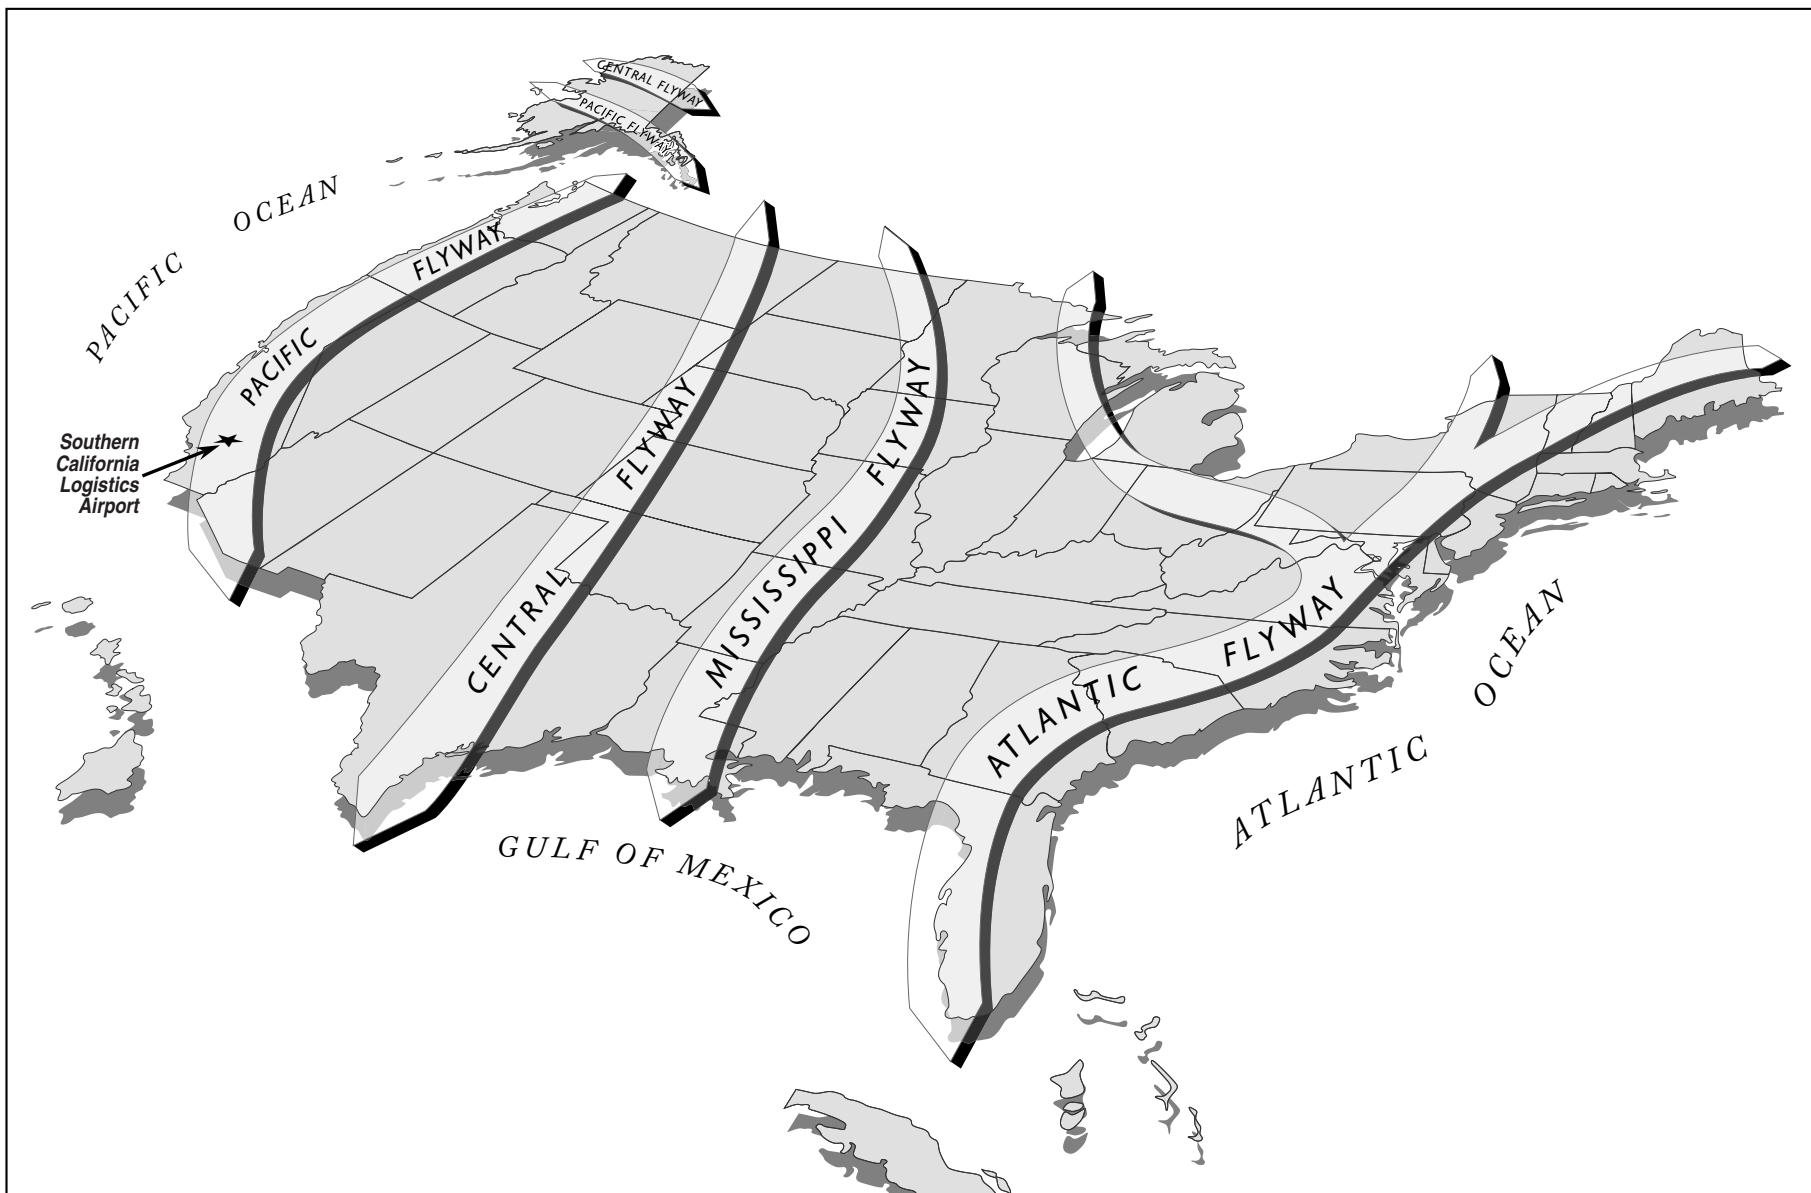 CENTRAL FLYWAY
PACIFIC FLYWAY
PACIFIC OCEAN
PACIFIC FLYWAY
Southern
California
Logistics
Airport
CENTRAL FLYWAY
MISSISSIPPI FLYWAY
ATLANTIC FLYWAY
ATLANTIC OCEAN
GULF OF MEXICO